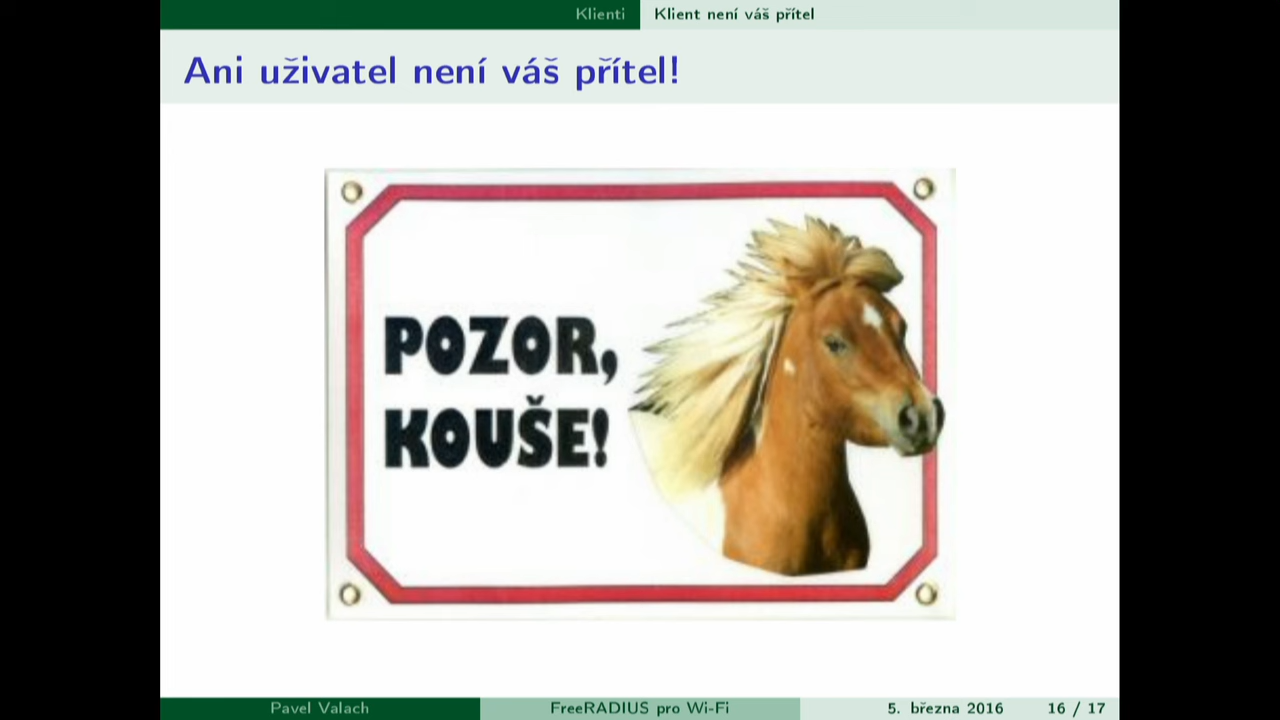 Klienti
Klient není váš přítel
Ani uživatel není váš přítel!
POZOR,
KOUŠE!
Pavel Valach
FreeRADIUS pro Wi-Fi
5. března 2016
16 / 17